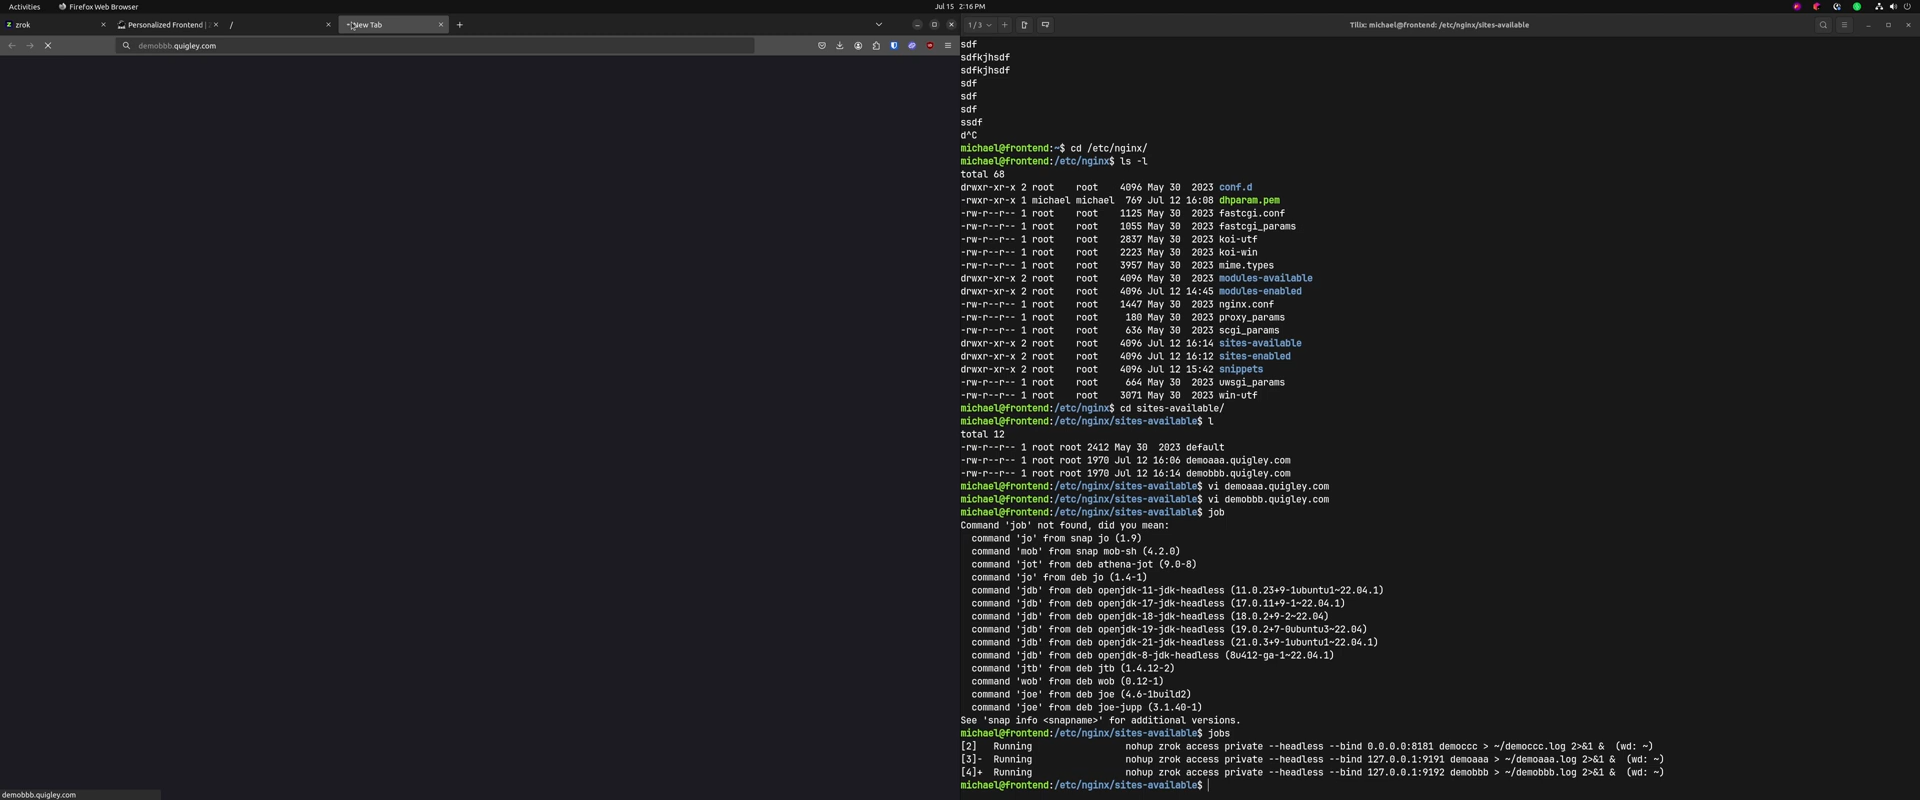 Activities
Firefox Web Browser
Jul 15 2:16 PM
zrok
Personalized Frontend |
/
New Tab
demobbb.quigley.com
demobbb.quigley.com
1 / 3
Tilix: michael@frontend: /etc/nginx/sites-available
sdf
sdfkjhsdf
sdfkjhsdf
sdf
sdf
sdf
ssdf
d^C
michael@frontend:~$ cd /etc/nginx/
michael@frontend:/etc/nginx$ ls -l
total 68
drwxr-xr-x 2 root    root    4096 May 30  2023 conf.d
-rwxr-xr-x 1 michael michael  769 Jul 12 16:08 dhparam.pem
-rw-r--r-- 1 root    root    1125 May 30  2023 fastcgi.conf
-rw-r--r-- 1 root    root    1055 May 30  2023 fastcgi_params
-rw-r--r-- 1 root    root    2837 May 30  2023 koi-utf
-rw-r--r-- 1 root    root    2223 May 30  2023 koi-win
-rw-r--r-- 1 root    root    3957 May 30  2023 mime.types
drwxr-xr-x 2 root    root    4096 May 30  2023 modules-available
drwxr-xr-x 2 root    root    4096 Jul 12 14:45 modules-enabled
-rw-r--r-- 1 root    root    1447 May 30  2023 nginx.conf
-rw-r--r-- 1 root    root     180 May 30  2023 proxy_params
-rw-r--r-- 1 root    root     636 May 30  2023 scgi_params
drwxr-xr-x 2 root    root    4096 Jul 12 16:14 sites-available
drwxr-xr-x 2 root    root    4096 Jul 12 16:12 sites-enabled
drwxr-xr-x 2 root    root    4096 Jul 12 15:42 snippets
-rw-r--r-- 1 root    root     664 May 30  2023 uwsgi_params
-rw-r--r-- 1 root    root    3071 May 30  2023 win-utf
michael@frontend:/etc/nginx$ cd sites-available/
michael@frontend:/etc/nginx/sites-available$ l
total 12
-rw-r--r-- 1 root root 2412 May 30  2023 default
-rw-r--r-- 1 root root 1970 Jul 12 16:06 demoaaa.quigley.com
-rw-r--r-- 1 root root 1970 Jul 12 16:14 demobbb.quigley.com
michael@frontend:/etc/nginx/sites-available$ vi demoaaa.quigley.com
michael@frontend:/etc/nginx/sites-available$ vi demobbb.quigley.com
michael@frontend:/etc/nginx/sites-available$ job
Command 'job' not found, did you mean:
  command 'jo' from snap jo (1.9)
  command 'mob' from snap mob-sh (4.2.0)
  command 'jot' from deb athena-jot (9.0-8)
  command 'jo' from deb jo (1.4-1)
  command 'jdb' from deb openjdk-11-jdk-headless (11.0.23+9-1ubuntu1~22.04.1)
  command 'jdb' from deb openjdk-17-jdk-headless (17.0.11+9-1~22.04.1)
  command 'jdb' from deb openjdk-18-jdk-headless (18.0.2+9-2~22.04)
  command 'jdb' from deb openjdk-19-jdk-headless (19.0.2+7-0ubuntu3~22.04)
  command 'jdb' from deb openjdk-21-jdk-headless (21.0.3+9-1ubuntu1~22.04.1)
  command 'jdb' from deb openjdk-8-jdk-headless (8u412-ga-1~22.04.1)
  command 'jtb' from deb jtb (1.4.12-2)
  command 'wob' from deb wob (0.12-1)
  command 'joe' from deb joe (4.6-1build2)
  command 'joe' from deb joe-jupp (3.1.40-1)
See 'snap info <snapname>' for additional versions.
michael@frontend:/etc/nginx/sites-available$ jobs
[2]   Running                 nohup zrok access private --headless --bind 0.0.0.0:8181 democcc > ~/democcc.log 2>&1 &  (wd: ~)
[3]-  Running                 nohup zrok access private --headless --bind 127.0.0.1:9191 demoaaa > ~/demoaaa.log 2>&1 &  (wd: ~)
[4]+  Running                 nohup zrok access private --headless --bind 127.0.0.1:9192 demobbb > ~/demobbb.log 2>&1 &  (wd: ~)
michael@frontend:/etc/nginx/sites-available$